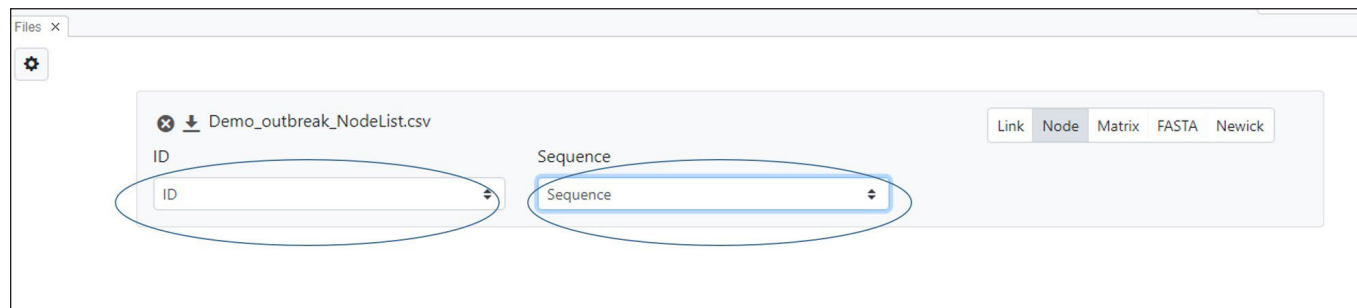 Files ×
Demo_outbreak_NodeList.csv
Link Node Matrix FASTA Newick
ID Sequence
ID Sequence